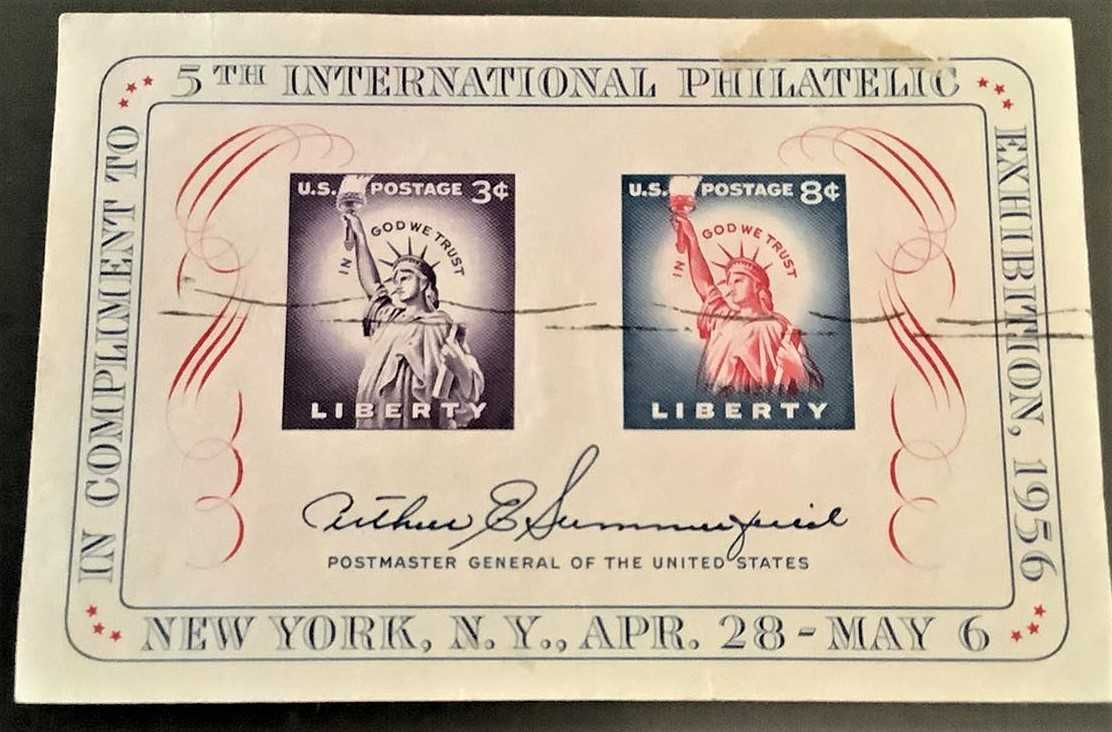 IN COMPLIMENT TO
5TH INTERNATIONAL PHILATELIC
EXHIBITION, 1956
NEW YORK, N.Y., APR. 28 - MAY 6
U.S. POSTAGE 3¢
IN GOD WE TRUST
LIBERTY
U.S. POSTAGE 8¢
IN GOD WE TRUST
LIBERTY
Arthur E Summerfield
POSTMASTER GENERAL OF THE UNITED STATES